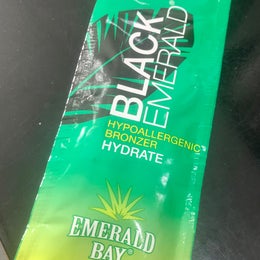 BLACK
EMERALD®
HYPOALLERGENIC
BRONZER
HYDRATE
EMERALD
BAY®